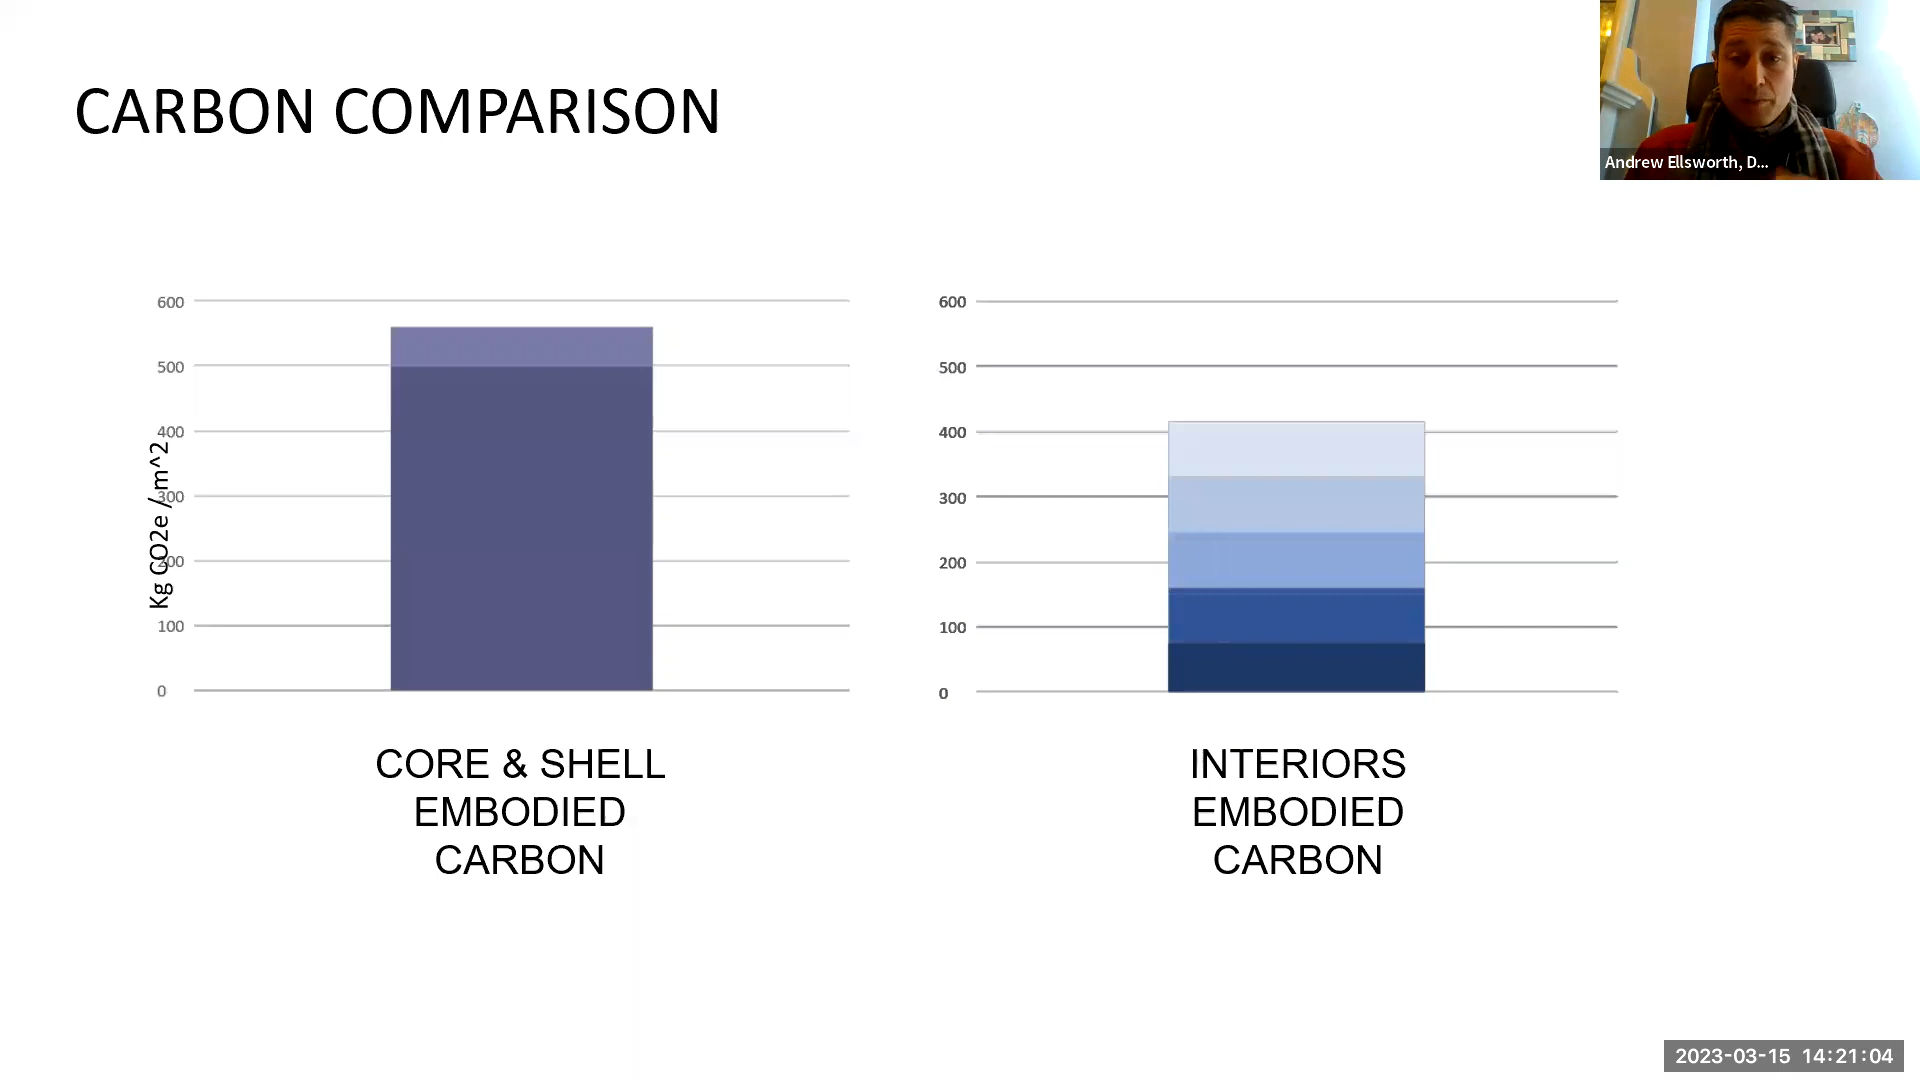 CARBON COMPARISON
Andrew Ellsworth, D...
Kg CO2e / m^2
600
500
400
300
200
100
0
600
500
400
300
200
100
0
CORE & SHELL
EMBODIED
CARBON
INTERIORS
EMBODIED
CARBON
2023-03-15 14:21:04